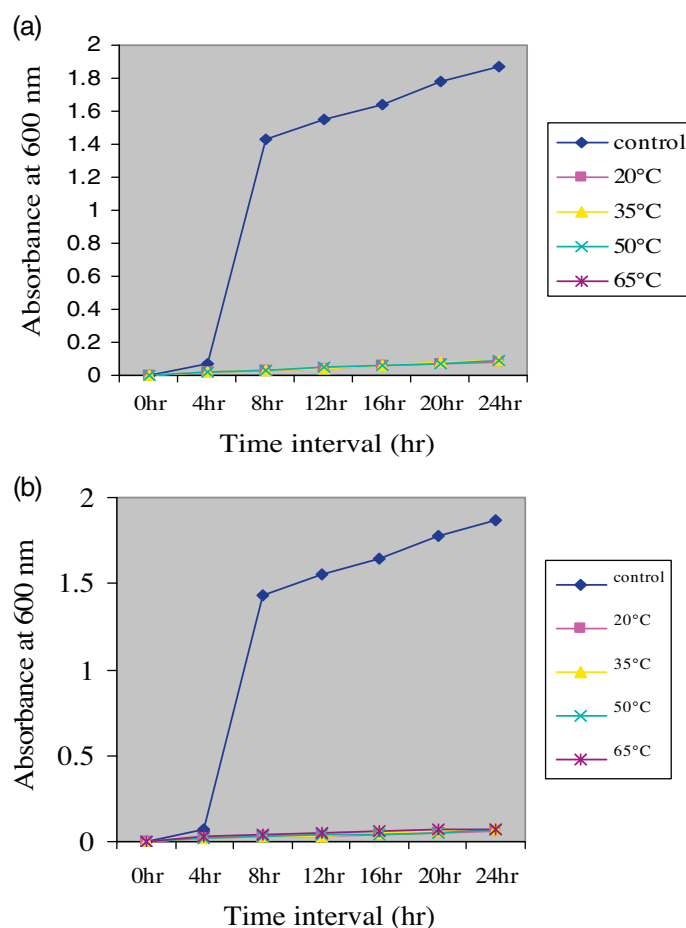 (a)
2
1.8
1.6
1.4
1.2
1
0.8
0.6
0.4
0.2
0
Absorbance at 600 nm
0hr 4hr 8hr 12hr 16hr 20hr 24hr
Time interval (hr)
control
20°C
35°C
50°C
65°C
(b)
2
1.5
1
0.5
0
Absorbance at 600 nm
0hr 4hr 8hr 12hr 16hr 20hr 24hr
Time interval (hr)
control
20°C
35°C
50°C
65°C